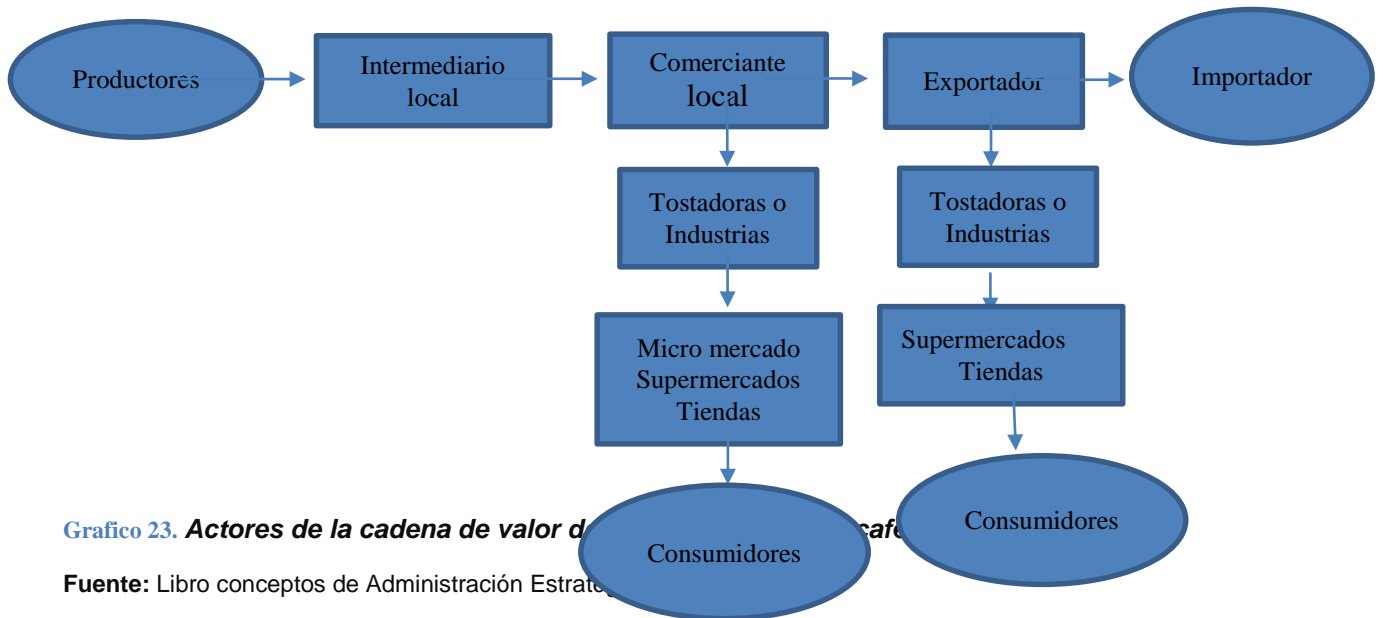 Productores
Intermediario
local
Comerciante
local
Exportador
Importador
Tostadoras o
Industrias
Tostadoras o
Industrias
Micro mercado
Supermercados
Tiendas
Supermercados
Tiendas
Consumidores
Consumidores
Grafico 23. Actores de la cadena de valor
Fuente: Libro conceptos de Administración